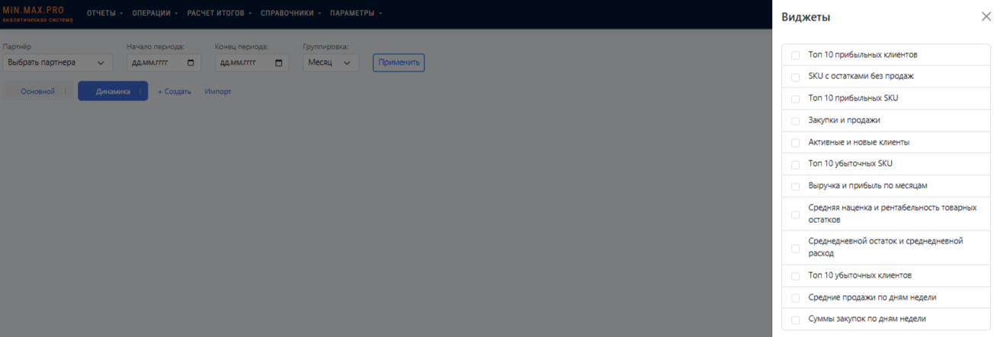 MIN.MAX.PRO
аналитическая система
ОТЧЕТЫ ОПЕРАЦИИ РАСЧЕТ ИТОГОВ СПРАВОЧНИКИ ПАРАМЕТРЫ
Партнёр Начало периода: Конец периода: Группировка:
Выбрать партнера дд.мм.гггг дд.мм.гггг Месяц Применить
Основной Динамика + Создать Импорт
Виджеты
Топ 10 прибыльных клиентов
SKU с остатками без продаж
Топ 10 прибыльных SKU
Закупки и продажи
Активные и новые клиенты
Топ 10 убыточных SKU
Выручка и прибыль по месяцам
Средняя наценка и рентабельность товарных
остатков
Среднедневной остаток и среднедневной
расход
Топ 10 убыточных клиентов
Средние продажи по дням недели
Суммы закупок по дням недели